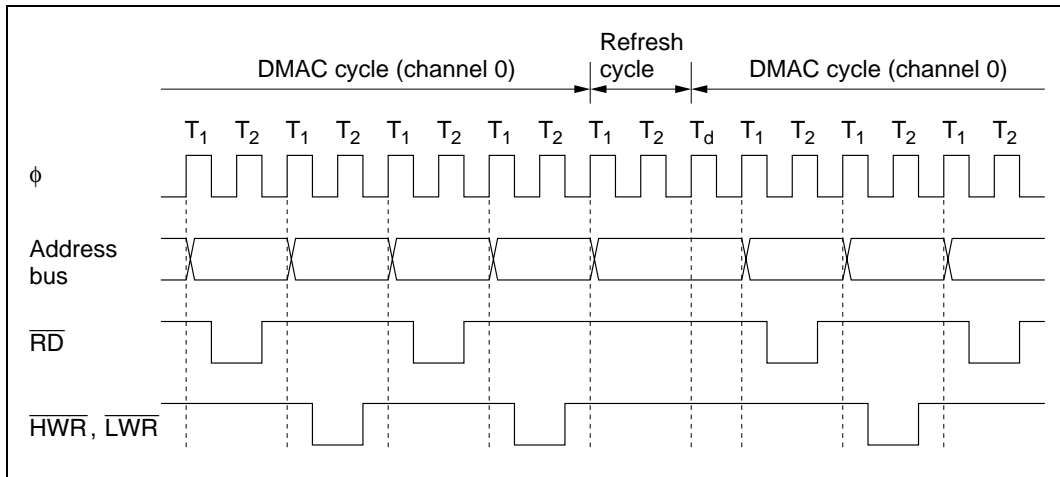 Refresh
DMAC cycle (channel 0) cycle DMAC cycle (channel 0)
T1 T2 T1 T2 T1 T2 T1 T2 T1 T2 Td T1 T2 T1 T2 T1 T2
ϕ
Address
bus
RD
HWR, LWR